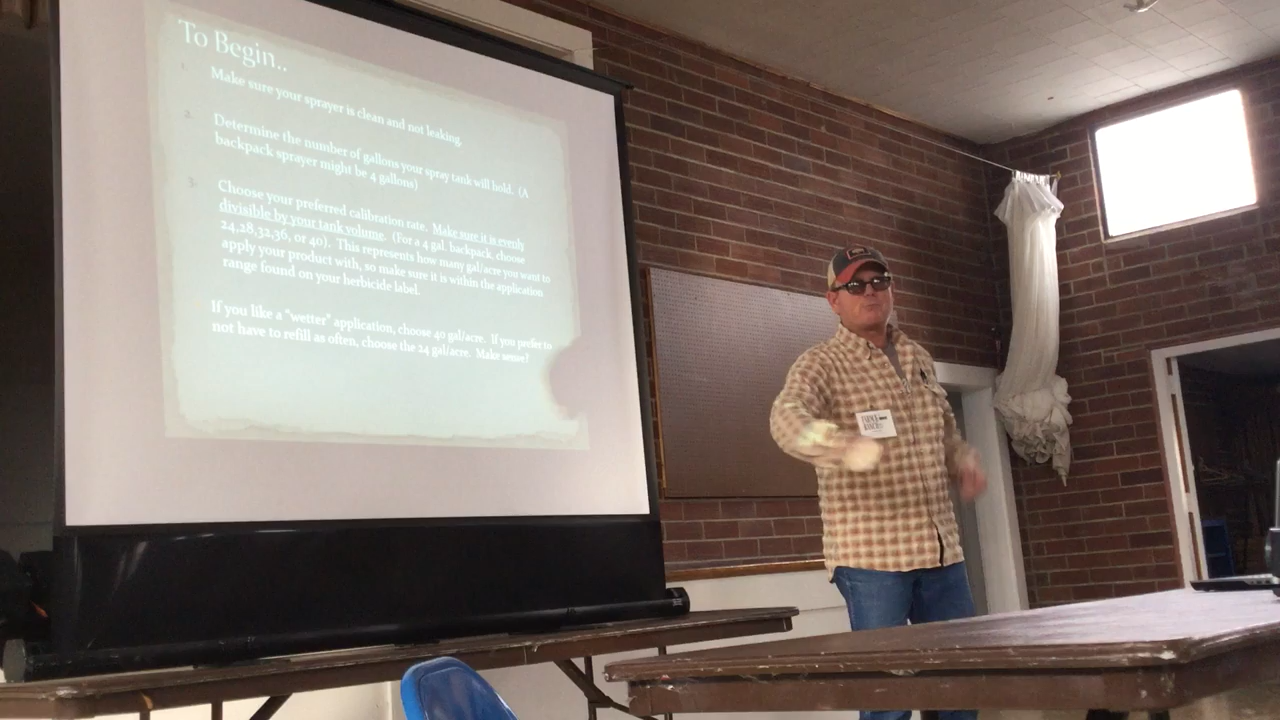 To Begin..
1. Make sure your sprayer is clean and not leaking.
2. Determine the number of gallons your spray tank will hold. (A
backpack sprayer might be 4 gallons)
3. Choose your preferred calibration rate. Make sure it is evenly
divisible by your tank volume. (For a 4 gal. backpack, choose
24,28,32,36, or 40). This represents how many gal/acre you want to
apply your product with, so make sure it is within the application
range found on your herbicide label.
If you like a "wetter" application, choose 40 gal/acre. If you prefer to
not have to refill as often, choose the 24 gal/acre. Make sense?